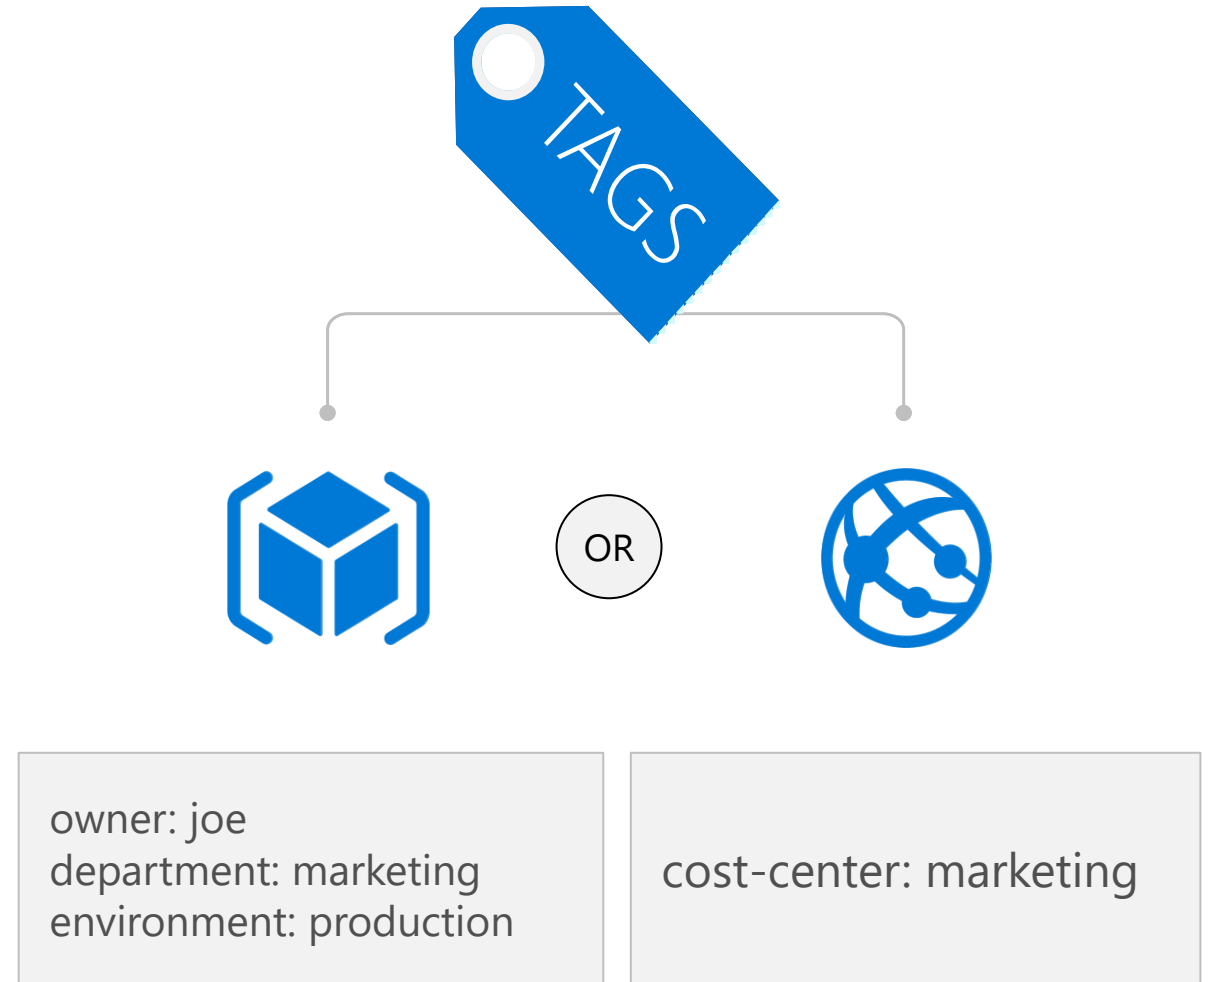 TAGS
OR
owner: joe
department: marketing
environment: production
cost-center: marketing